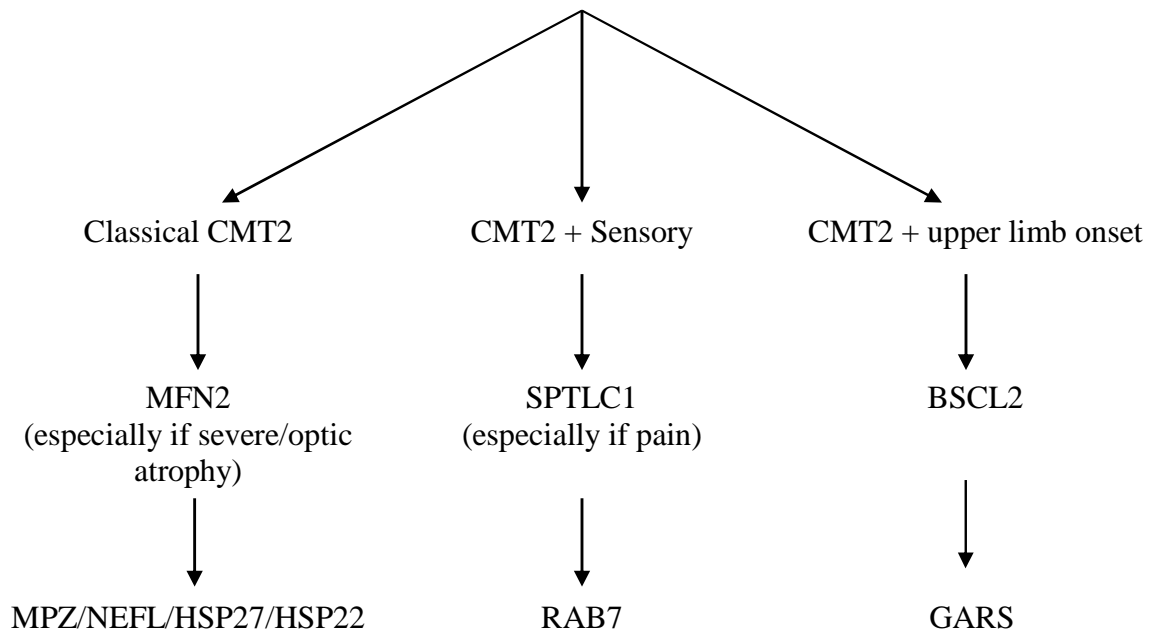 Classical CMT2
CMT2 + Sensory
CMT2 + upper limb onset
MFN2
(especially if severe/optic
atrophy)
SPTLC1
(especially if pain)
BSCL2
MPZ/NEFL/HSP27/HSP22
RAB7
GARS